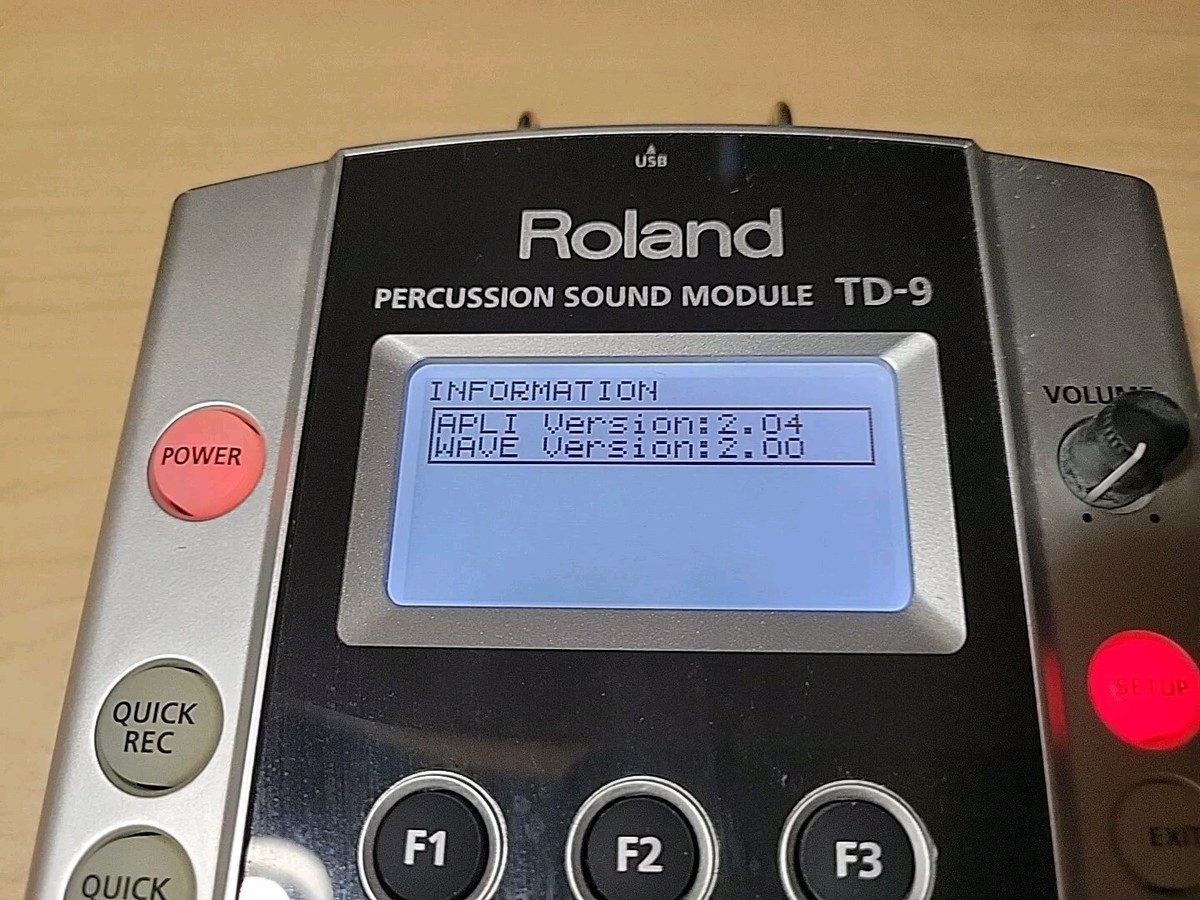 USB
Roland
PERCUSSION SOUND MODULE TD-9
INFORMATION
APLI Version:2.04
WAVE Version:2.00
VOLUME
POWER
SETUP
QUICK
REC
EXIT
F1
F2
F3
QUICK